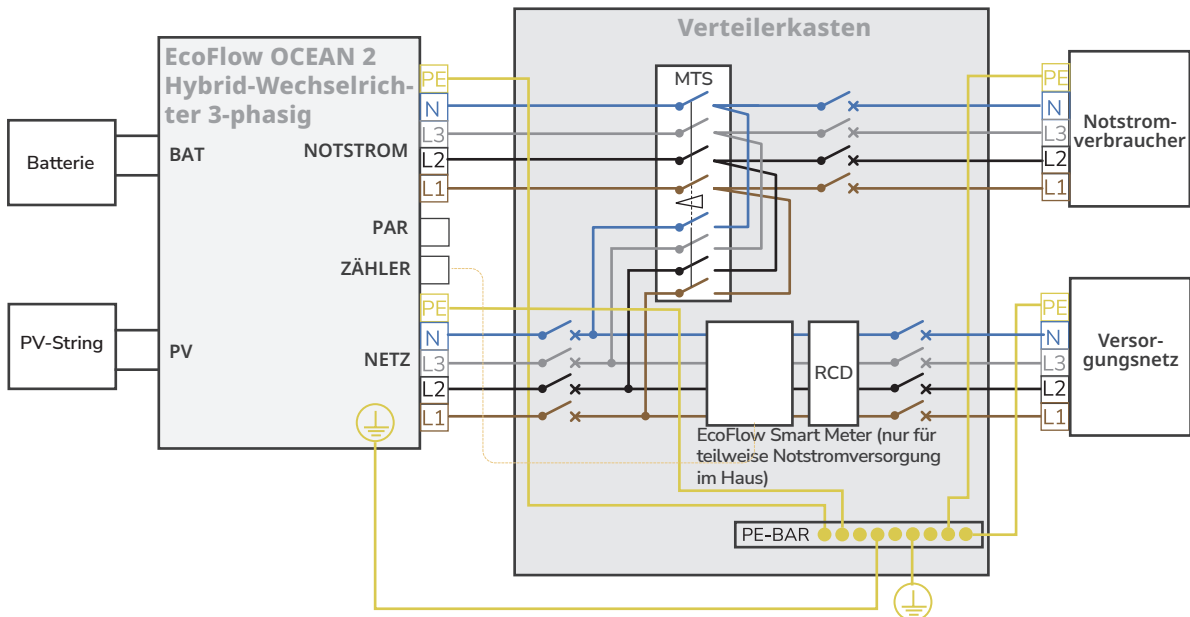 Verteilerkasten
EcoFlow OCEAN 2
Hybrid-Wechselrich-
ter 3-phasig
Batterie
BAT
NOTSTROM
PAR
ZÄHLER
PV-String
PV
NETZ
PE
N
L3
L2
L1
PE
N
L3
L2
L1
MTS
RCD
EcoFlow Smart Meter (nur für
teilweise Notstromversorgung
im Haus)
PE-BAR
PE
N
L3
L2
L1
Notstrom-
verbraucher
PE
N
L3
L2
L1
Versor-
gungsnetz